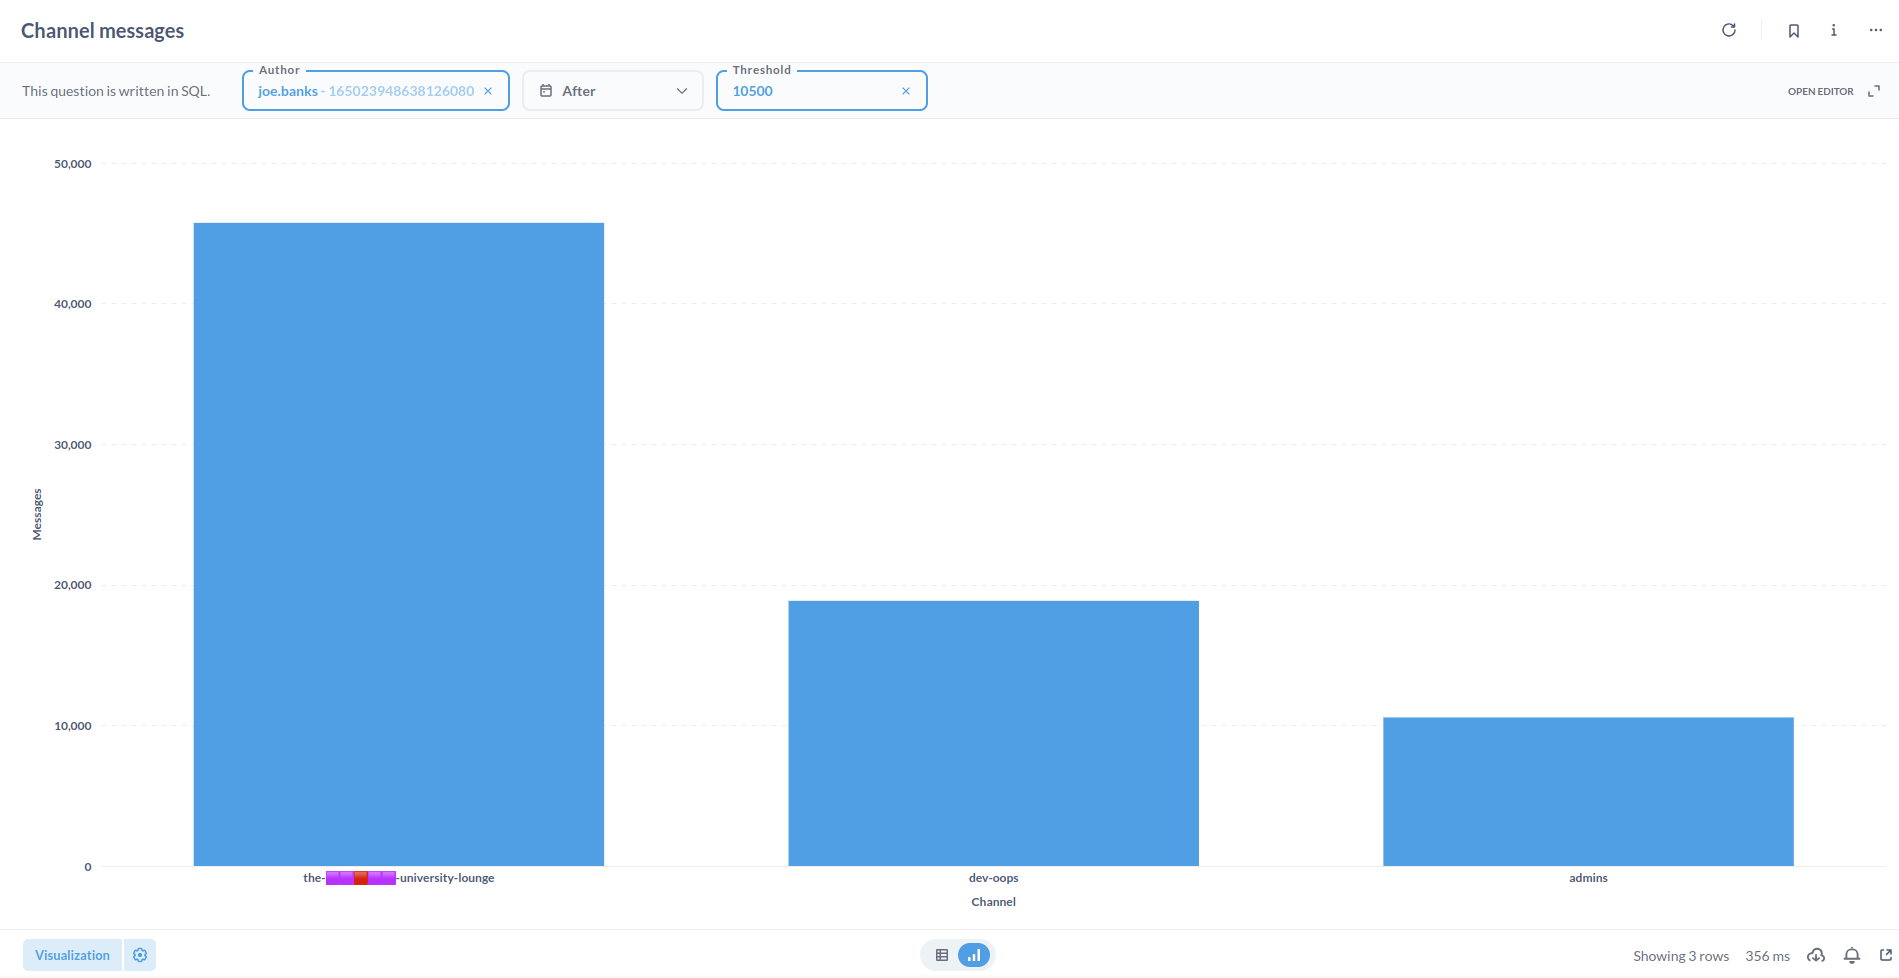 Channel messages
This question is written in SQL.
Author
joe.banks - 165023948638126080
After
Threshold
10500
OPEN EDITOR
50,000
40,000
30,000
20,000
10,000
0
Messages
the-
-university-lounge
dev-oops
admins
Channel
Visualization
Showing 3 rows
356 ms